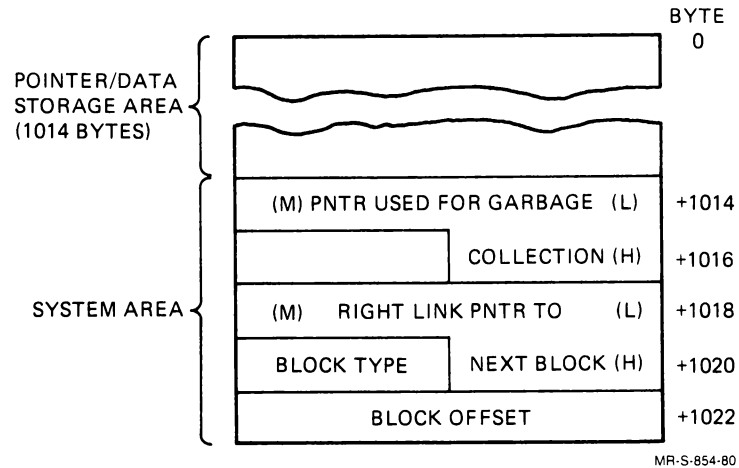 BYTE
0
POINTER/DATA
STORAGE AREA
(1014 BYTES)
(M) PNTR USED FOR GARBAGE (L) +1014
COLLECTION (H) +1016
SYSTEM AREA
(M) RIGHT LINK PNTR TO (L) +1018
BLOCK TYPE NEXT BLOCK (H) +1020
BLOCK OFFSET +1022
MR-S-854-80